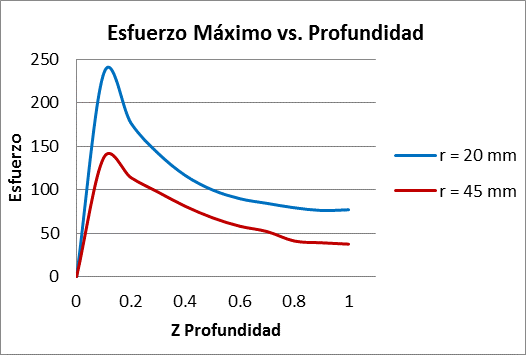 Esfuerzo Máximo vs. Profundidad
250
200
150
100
50
0
Esfuerzo
0 0.2 0.4 0.6 0.8 1
Z Profundidad
r = 20 mm
r = 45 mm